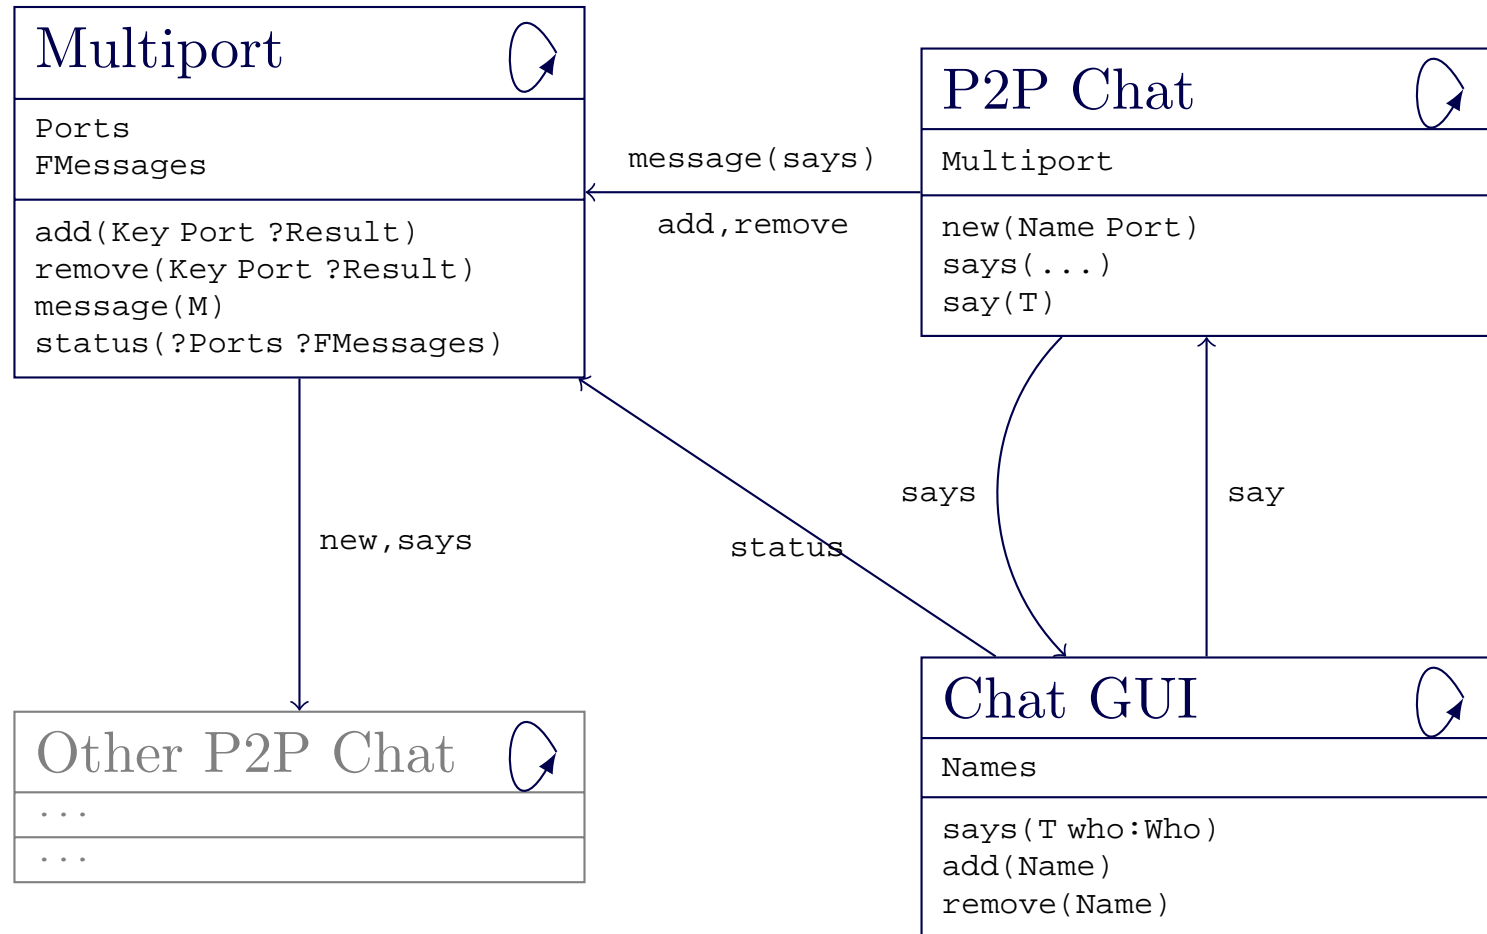 Multiport
Ports
FMessages
add(Key Port ?Result)
remove(Key Port ?Result)
message(M)
status(?Ports ?FMessages)
message(says)
add,remove
P2P Chat
Multiport
new(Name Port)
says(...)
say(T)
new,says
status
says
say
Other P2P Chat
...
...
Chat GUI
Names
says(T who:Who)
add(Name)
remove(Name)